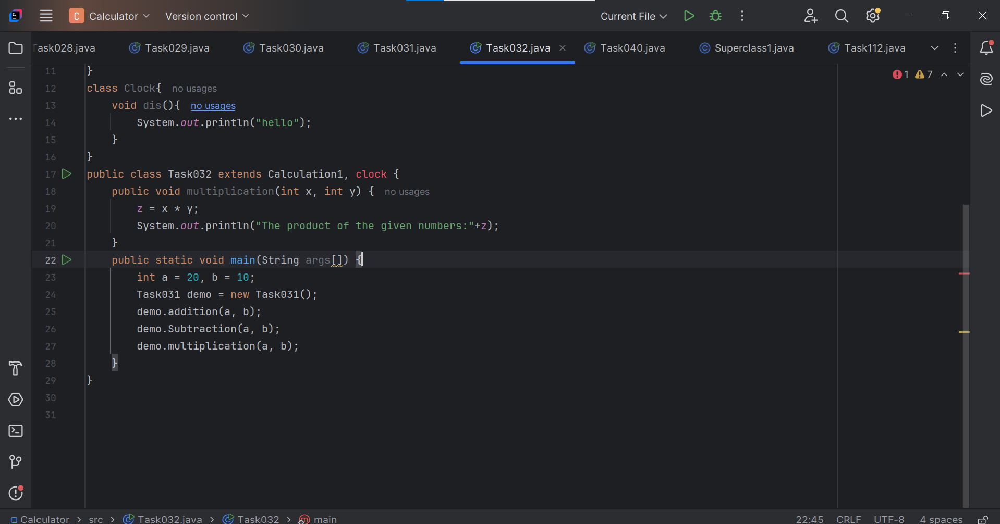 C Calculator Version control Current File
Task028.java Task029.java Task030.java Task031.java Task032.java Task040.java Superclass1.java Task112.java
1 7
11 }
12 class Clock{ no usages
13 void dis(){ no usages
14 System.out.println("hello");
15 }
16 }
17 public class Task032 extends Calculation1, clock {
18 public void multiplication(int x, int y) { no usages
19 z = x * y;
20 System.out.println("The product of the given numbers:"+z);
21 }
22 public static void main(String args[]) {
23 int a = 20, b = 10;
24 Task031 demo = new Task031();
25 demo.addition(a, b);
26 demo.Subtraction(a, b);
27 demo.multiplication(a, b);
28 }
29 }
30
31
Calculator > src > Task032.java > Task032 > main 22:45 CRLF UTF-8 4 spaces